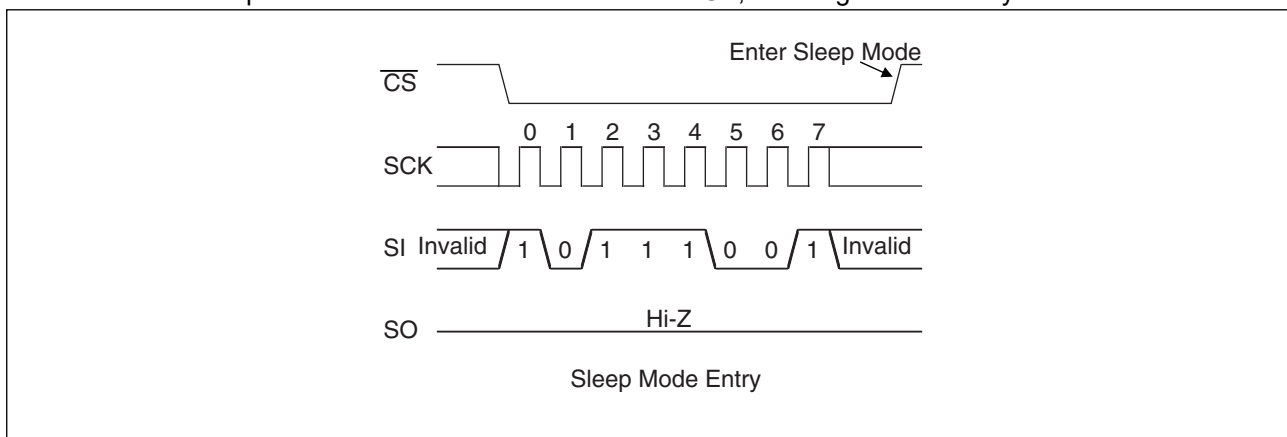 Enter Sleep Mode
CS
0 1 2 3 4 5 6 7
SCK
SI Invalid 1 0 1 1 1 0 0 1 Invalid
Hi-Z
SO
Sleep Mode Entry